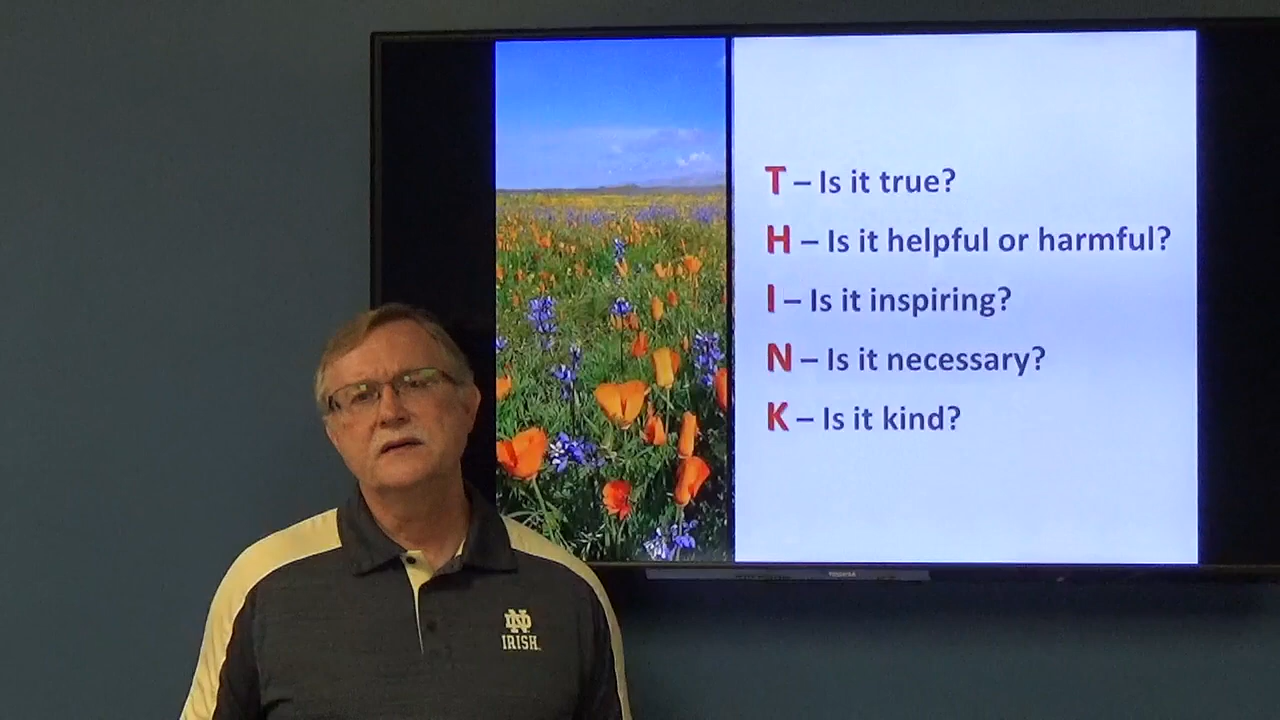 T – Is it true?
H – Is it helpful or harmful?
I – Is it inspiring?
N – Is it necessary?
K – Is it kind?
TOSHIBA
ND
IRISH